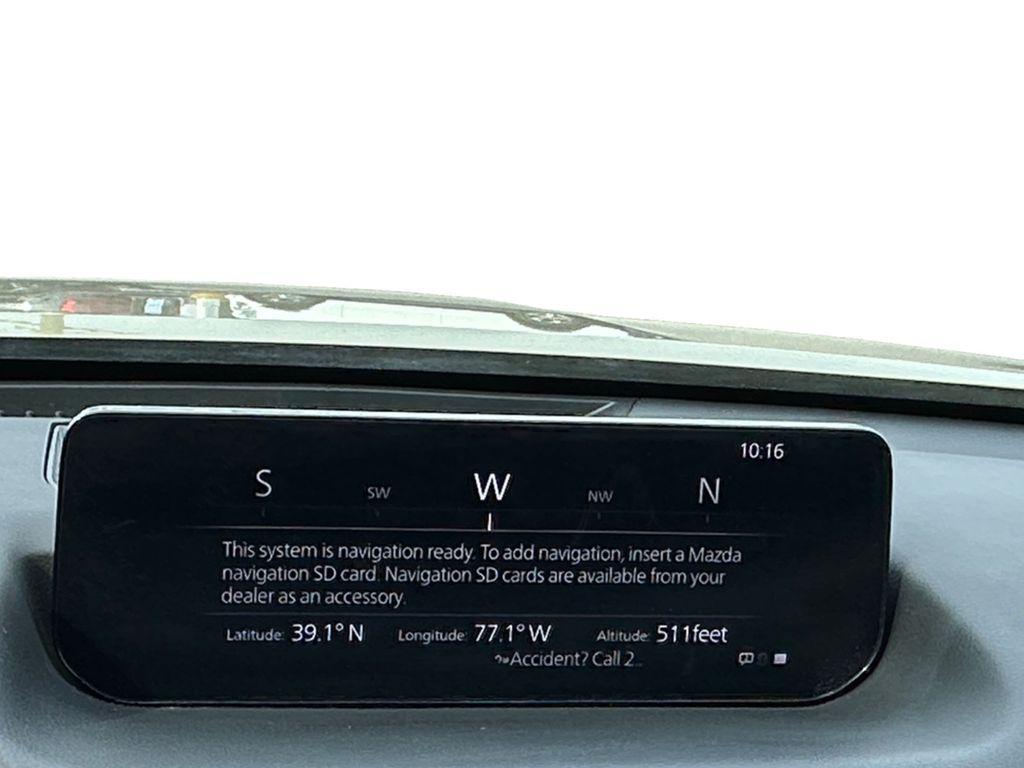 10:16
S SW W NW N
This system is navigation ready. To add navigation, insert a Mazda
navigation SD card. Navigation SD cards are available from your
dealer as an accessory.
Latitude: 39.1° N Longitude: 77.1° W Altitude: 511feet
Accident? Call 2...